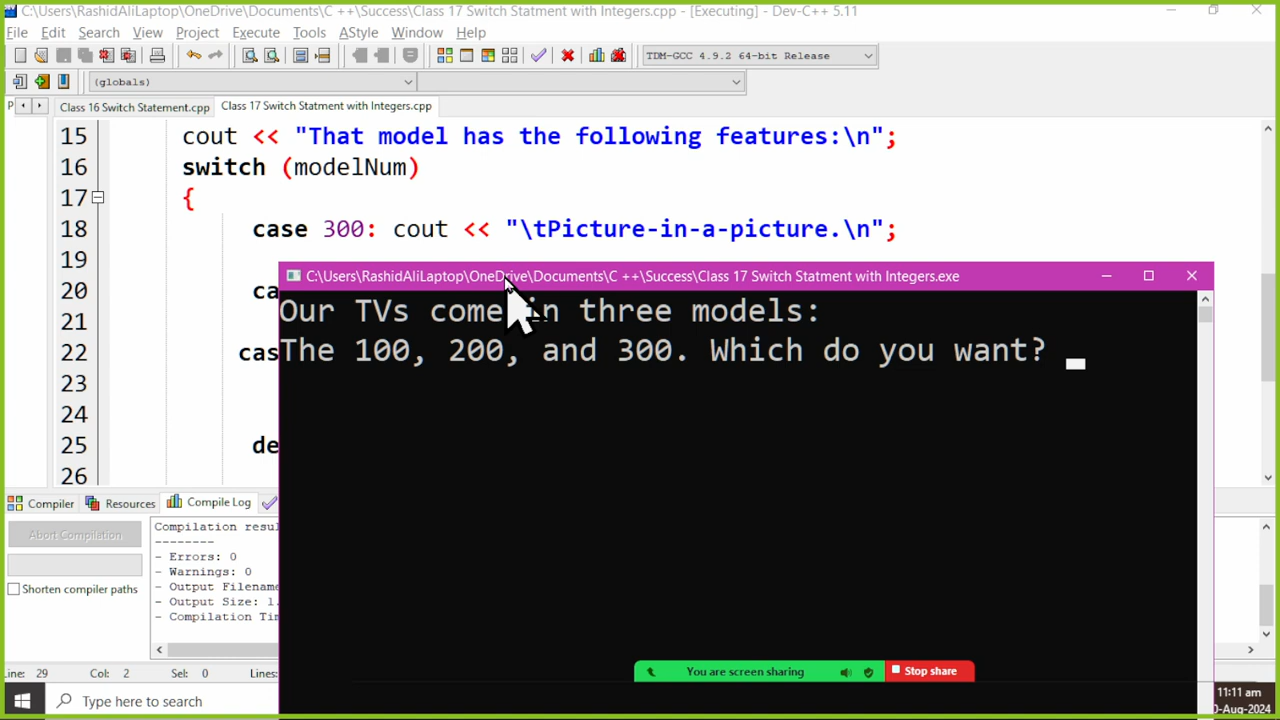 C:\Users\RashidAliLaptop\OneDrive\Documents\C ++\Success\Class 17 Switch Statment with Integers.cpp - [Executing] - Dev-C++ 5.11
File Edit Search View Project Execute Tools AStyle Window Help
TDM-GCC 4.9.2 64-bit Release
(globals)
P Class 16 Switch Statement.cpp Class 17 Switch Statment with Integers.cpp
15 cout << "That model has the following features:\n";
16 switch (modelNum)
17 {
18 case 300: cout << "\tPicture-in-a-picture.\n";
19
20 ca
21
22 cas
23
24
25 de
26
C:\Users\RashidAliLaptop\OneDrive\Documents\C ++\Success\Class 17 Switch Statment with Integers.exe
Our TVs come in three models:
The 100, 200, and 300. Which do you want?
Compiler Resources Compile Log
Abort Compilation
Shorten compiler paths
Compilation resu
--------
- Errors: 0
- Warnings: 0
- Output Filename
- Output Size: 1.
- Compilation Tim
Line: 29 Col: 2 Sel: 0 Lines:
You are screen sharing Stop share
Type here to search
11:11 am
0-Aug-2024